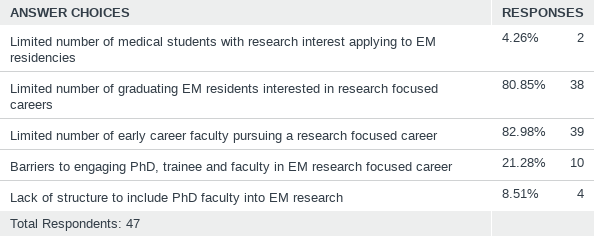 ANSWER CHOICES RESPONSES
Limited number of medical students with research interest applying to EM 4.26% 2
residencies
Limited number of graduating EM residents interested in research focused 80.85% 38
careers
Limited number of early career faculty pursuing a research focused career 82.98% 39
Barriers to engaging PhD, trainee and faculty in EM research focused career 21.28% 10
Lack of structure to include PhD faculty into EM research 8.51% 4
Total Respondents: 47